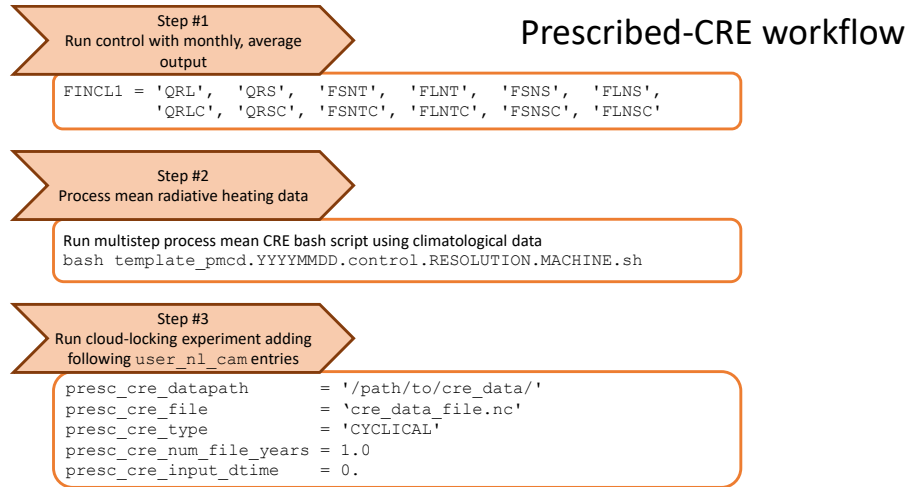 Prescribed-CRE workflow
Step #1
Run control with monthly, average
output
FINCL1 = 'QRL', 'QRS', 'FSNT', 'FLNT', 'FSNS', 'FLNS',
'QRLC', 'QRSC', 'FSNTC', 'FLNTC', 'FSNSC', 'FLNSC'
Step #2
Process mean radiative heating data
Run multistep process mean CRE bash script using climatological data
bash template_pmcd.YYYYMMDD.control.RESOLUTION.MACHINE.sh
Step #3
Run cloud-locking experiment adding
following user_nl_cam entries
presc_cre_datapath = '/path/to/cre_data/'
presc_cre_file = ‘cre_data_file.nc'
presc_cre_type = 'CYCLICAL'
presc_cre_num_file_years = 1.0
presc_cre_input_dtime = 0.